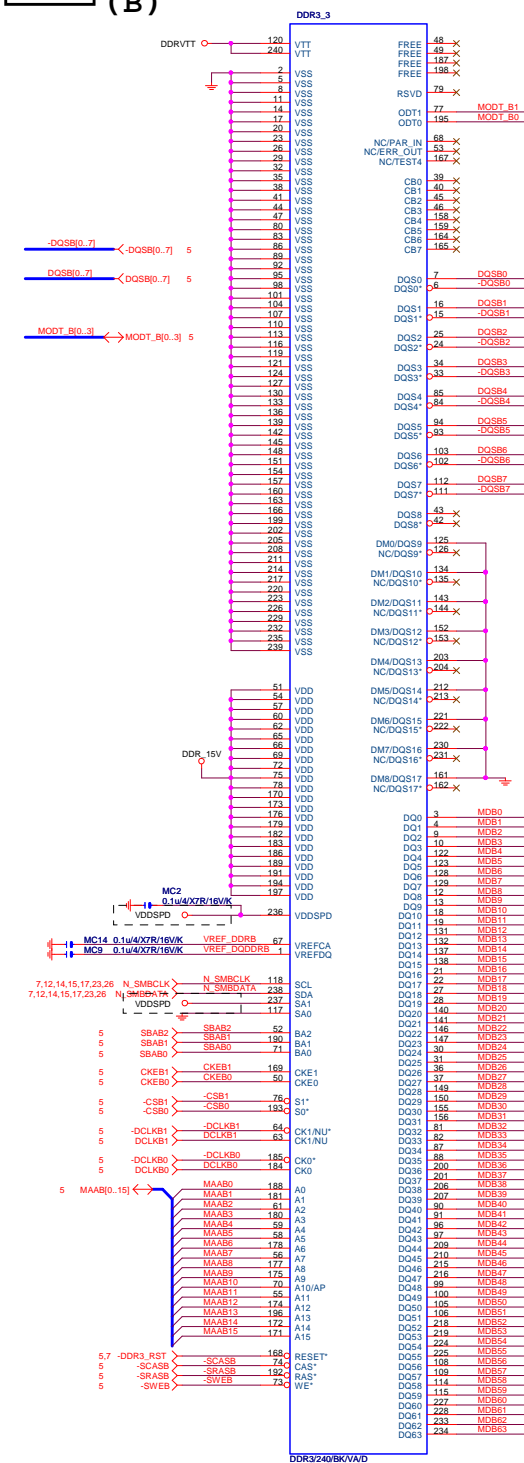 (B)
DDR3_3
DDRVTT 120 VTT
240 VTT
2 VSS
5 VSS
8 VSS
11 VSS
14 VSS
17 VSS
20 VSS
23 VSS
26 VSS
29 VSS
32 VSS
35 VSS
38 VSS
41 VSS
44 VSS
47 VSS
80 VSS
83 VSS
86 VSS
89 VSS
92 VSS
95 VSS
98 VSS
101 VSS
104 VSS
107 VSS
110 VSS
113 VSS
116 VSS
119 VSS
121 VSS
124 VSS
127 VSS
130 VSS
133 VSS
136 VSS
139 VSS
142 VSS
145 VSS
148 VSS
151 VSS
154 VSS
157 VSS
160 VSS
163 VSS
166 VSS
199 VSS
202 VSS
205 VSS
208 VSS
211 VSS
214 VSS
217 VSS
220 VSS
223 VSS
226 VSS
229 VSS
232 VSS
235 VSS
239 VSS
-DQSB[0..7] -DQSB[0..7] 5
DQSB[0..7] DQSB[0..7] 5
MODT_B[0..3] MODT_B[0..3] 5
51 VDD
54 VDD
57 VDD
60 VDD
62 VDD
65 VDD
66 VDD
DDR_15V 69 VDD
72 VDD
75 VDD
78 VDD
170 VDD
173 VDD
176 VDD
179 VDD
182 VDD
183 VDD
186 VDD
189 VDD
191 VDD
194 VDD
197 VDD
MC2
0.1u/4/X7R/16V/K
VDDSPD 236 VDDSPD
MC14 0.1u/4/X7R/16V/K VREF_DDRB 67 VREFCA
MC9 0.1u/4/X7R/16V/K VREF_DQDDRB 1 VREFDQ
7,12,14,15,17,23,26 N_SMBCLK N_SMBCLK 118 SCL
7,12,14,15,17,23,26 N_SMBDATA N_SMBDATA 238 SDA
VDDSPD 237 SA1
117 SA0
5 SBAB2 SBAB2 52 BA2
5 SBAB1 SBAB1 190 BA1
5 SBAB0 SBAB0 71 BA0
5 CKEB1 CKEB1 169 CKE1
5 CKEB0 CKEB0 50 CKE0
5 -CSB1 -CSB1 76 S1*
5 -CSB0 -CSB0 193 S0*
5 -DCLKB1 -DCLKB1 64 CK1/NU*
5 DCLKB1 DCLKB1 63 CK1/NU
5 -DCLKB0 -DCLKB0 185 CK0*
5 DCLKB0 DCLKB0 184 CK0
5 MAAB[0..15] MAAB0 188 A0
MAAB1 181 A1
MAAB2 61 A2
MAAB3 180 A3
MAAB4 59 A4
MAAB5 58 A5
MAAB6 178 A6
MAAB7 56 A7
MAAB8 177 A8
MAAB9 175 A9
MAAB10 70 A10/AP
MAAB11 55 A11
MAAB12 174 A12
MAAB13 196 A13
MAAB14 172 A14
MAAB15 171 A15
5,7 -DDR3_RST 168 RESET*
5 -SCASB -SCASB 74 CAS*
5 -SRASB -SRASB 192 RAS*
5 -SWEB -SWEB 73 WE*
FREE 48
FREE 49
FREE 187
FREE 198
RSVD 79
ODT1 77 MODT_B1
ODT0 195 MODT_B0
NC/PAR_IN 68
NC/ERR_OUT 53
NC/TEST4 167
CB0 39
CB1 40
CB2 45
CB3 46
CB4 158
CB5 159
CB6 164
CB7 165
DQS0 7 DQSB0
DQS0* 6 -DQSB0
DQS1 16 DQSB1
DQS1* 15 -DQSB1
DQS2 25 DQSB2
DQS2* 24 -DQSB2
DQS3 34 DQSB3
DQS3* 33 -DQSB3
DQS4 85 DQSB4
DQS4* 84 -DQSB4
DQS5 94 DQSB5
DQS5* 93 -DQSB5
DQS6 103 DQSB6
DQS6* 102 -DQSB6
DQS7 112 DQSB7
DQS7* 111 -DQSB7
DQS8 43
DQS8* 42
DM0/DQS9 125
NC/DQS9* 126
DM1/DQS10 134
NC/DQS10* 135
DM2/DQS11 143
NC/DQS11* 144
DM3/DQS12 152
NC/DQS12* 153
DM4/DQS13 203
NC/DQS13* 204
DM5/DQS14 212
NC/DQS14* 213
DM6/DQS15 221
NC/DQS15* 222
DM7/DQS16 230
NC/DQS16* 231
DM8/DQS17 161
NC/DQS17* 162
DQ0 3 MDB0
DQ1 4 MDB1
DQ2 9 MDB2
DQ3 10 MDB3
DQ4 122 MDB4
DQ5 123 MDB5
DQ6 128 MDB6
DQ7 129 MDB7
DQ8 12 MDB8
DQ9 13 MDB9
DQ10 18 MDB10
DQ11 19 MDB11
DQ12 131 MDB12
DQ13 132 MDB13
DQ14 137 MDB14
DQ15 138 MDB15
DQ16 21 MDB16
DQ17 22 MDB17
DQ18 27 MDB18
DQ19 28 MDB19
DQ20 140 MDB20
DQ21 141 MDB21
DQ22 146 MDB22
DQ23 147 MDB23
DQ24 30 MDB24
DQ25 31 MDB25
DQ26 36 MDB26
DQ27 37 MDB27
DQ28 149 MDB28
DQ29 150 MDB29
DQ30 155 MDB30
DQ31 156 MDB31
DQ32 81 MDB32
DQ33 82 MDB33
DQ34 87 MDB34
DQ35 88 MDB35
DQ36 200 MDB36
DQ37 201 MDB37
DQ38 206 MDB38
DQ39 207 MDB39
DQ40 90 MDB40
DQ41 91 MDB41
DQ42 96 MDB42
DQ43 97 MDB43
DQ44 209 MDB44
DQ45 210 MDB45
DQ46 215 MDB46
DQ47 216 MDB47
DQ48 99 MDB48
DQ49 100 MDB49
DQ50 105 MDB50
DQ51 106 MDB51
DQ52 218 MDB52
DQ53 219 MDB53
DQ54 224 MDB54
DQ55 225 MDB55
DQ56 108 MDB56
DQ57 109 MDB57
DQ58 114 MDB58
DQ59 115 MDB59
DQ60 227 MDB60
DQ61 228 MDB61
DQ62 233 MDB62
DQ63 234 MDB63
DDR3/240/BK/VA/D